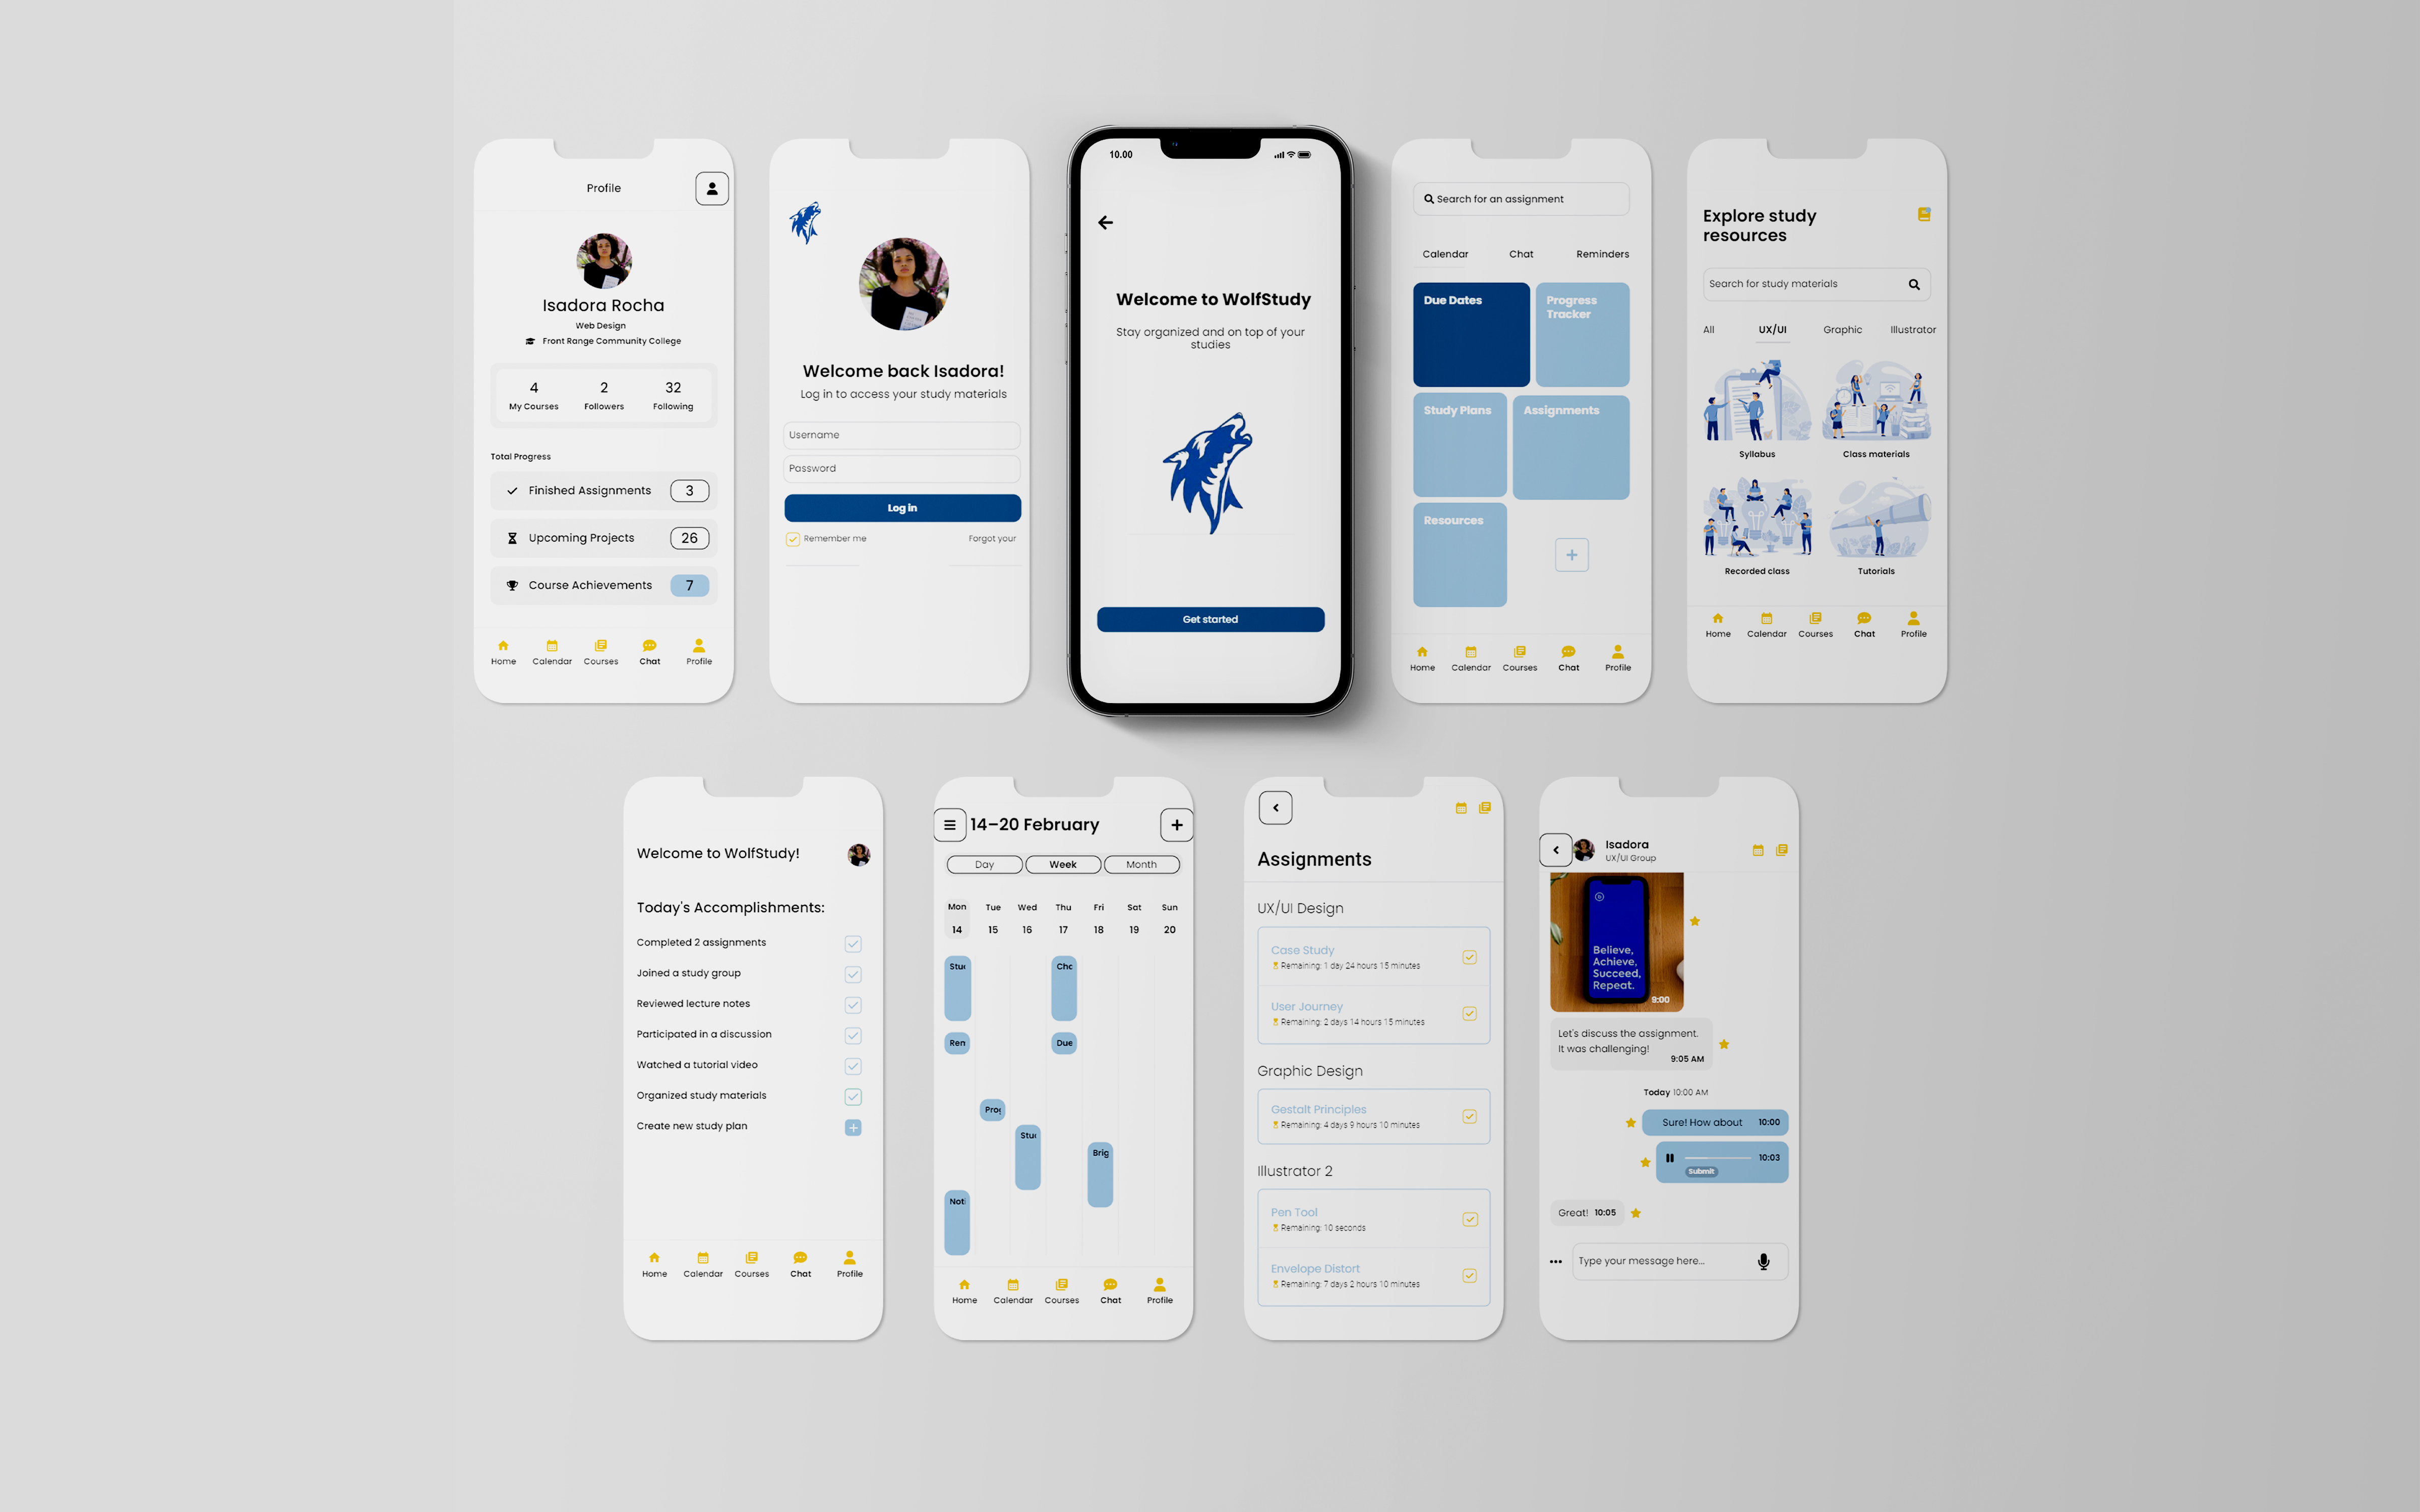 Profile
Isadora Rocha
Web Design
Front Range Community College
4 2 32
My Courses Followers Following
Total Progress
Finished Assignments 3
Upcoming Projects 26
Course Achievements 7
Home Calendar Courses Chat Profile
Welcome back Isadora!
Log in to access your study materials
Username
Password
Log in
Remember me Forgot your
10.00
Welcome to WolfStudy
Stay organized and on top of your
studies
Get started
Search for an assignment
Calendar Chat Reminders
Due Dates Progress
Tracker
Study Plans Assignments
Resources
Home Calendar Courses Chat Profile
Explore study
resources
Search for study materials
All UX/UI Graphic Illustrator
Syllabus Class materials
Recorded class Tutorials
Home Calendar Courses Chat Profile
Welcome to WolfStudy!
Today's Accomplishments:
Completed 2 assignments
Joined a study group
Reviewed lecture notes
Participated in a discussion
Watched a tutorial video
Organized study materials
Create new study plan
Home Calendar Courses Chat Profile
14–20 February
Day Week Month
Mon Tue Wed Thu Fri Sat Sun
14 15 16 17 18 19 20
Stu Cho
Ren Due
Prog
Stu
Brig
Not
Home Calendar Courses Chat Profile
Assignments
UX/UI Design
Case Study
Remaining: 1 day 24 hours 15 minutes
User Journey
Remaining: 2 days 14 hours 15 minutes
Graphic Design
Gestalt Principles
Remaining: 4 days 9 hours 10 minutes
Illustrator 2
Pen Tool
Remaining: 10 seconds
Envelope Distort
Remaining: 7 days 2 hours 10 minutes
Isadora
UX/UI Group
Believe,
Achieve,
Succeed,
Repeat.
9:00
Let's discuss the assignment.
It was challenging!
9:05 AM
Today 10:00 AM
Sure! How about 10:00
10:03
Submit
Great! 10:05
Type your message here...